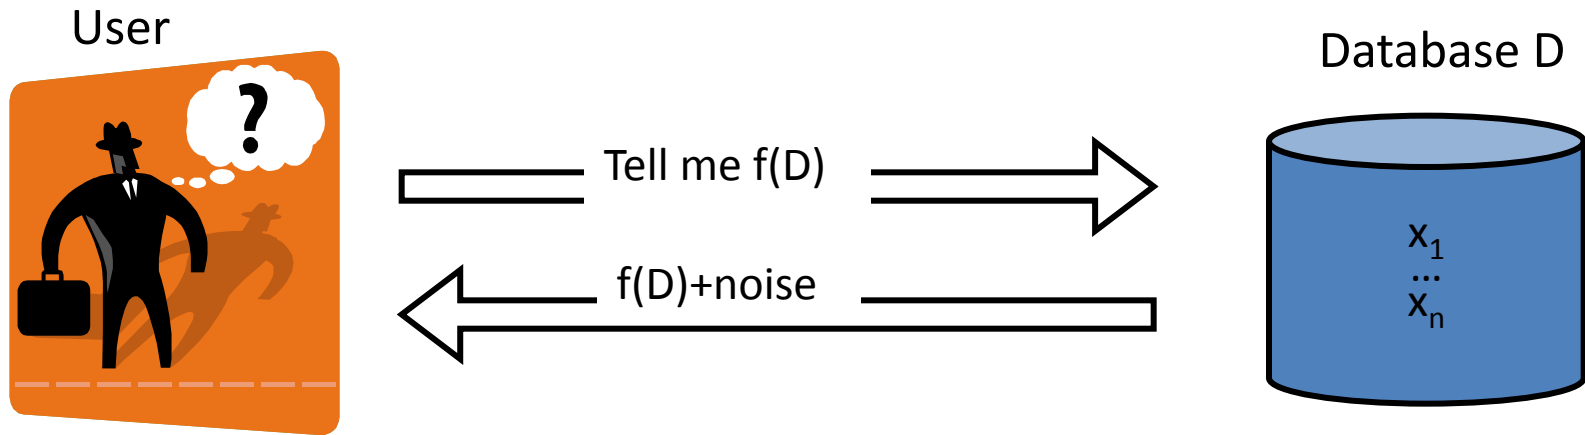 User
Database D
?
Tell me f(D)
f(D)+noise
x₁
...
xₙ